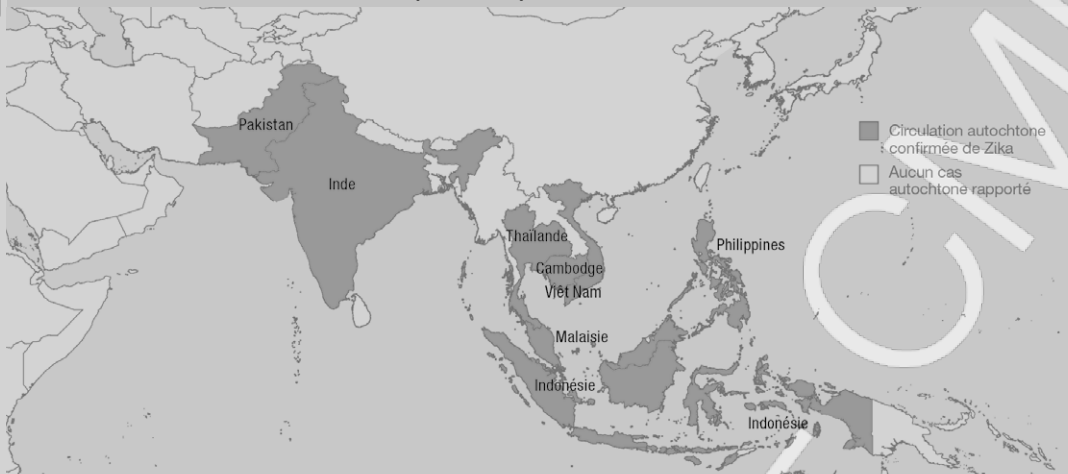 Pakistan
Inde
Circulation autochtone
confirmée de Zika
Aucun cas
autochtone rapporté
Thaïlande
Philippines
Cambodge
Viêt Nam
Malaisie
Indonésie
Indonésie